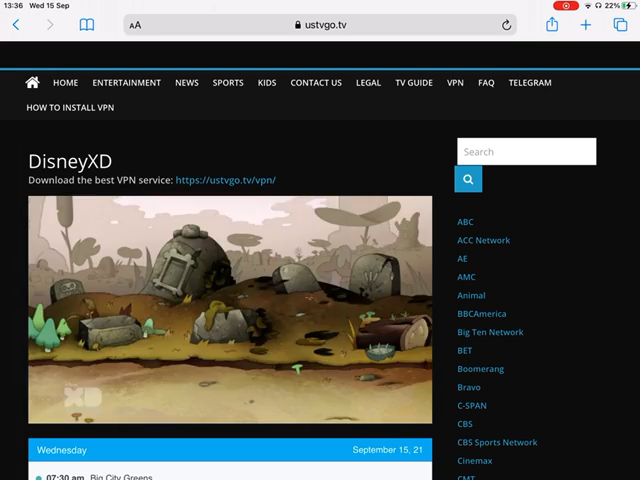 13:36 Wed 15 Sep
22%
AA
ustvgo.tv
HOME ENTERTAINMENT NEWS SPORTS KIDS CONTACT US LEGAL TV GUIDE VPN FAQ TELEGRAM
HOW TO INSTALL VPN
DisneyXD
Download the best VPN service: https://ustvgo.tv/vpn/
XD
Wednesday September 15, 21
07:30 am Big City Greens
Search
ABC
ACC Network
AE
AMC
Animal
BBCAmerica
Big Ten Network
BET
Boomerang
Bravo
C-SPAN
CBS
CBS Sports Network
Cinemax
CMT